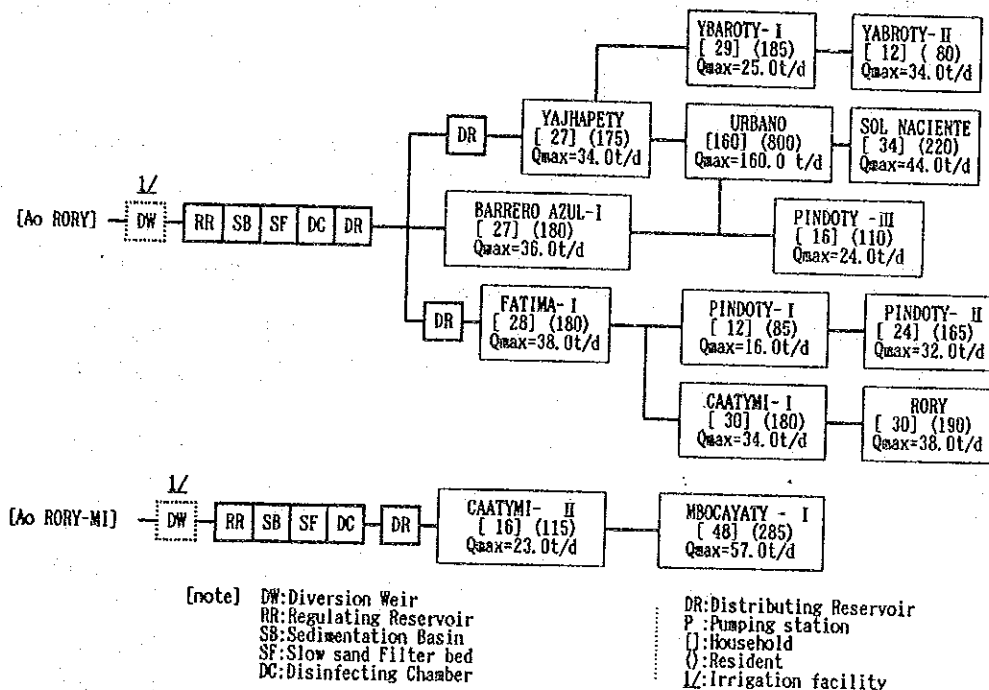 YBAROTY-I
[ 29] (185)
Qmax=25.0t/d
YABROTY-II
[ 12] ( 80)
Qmax=34.0t/d
DR
YAJHAPETY
[ 27] (175)
Qmax=34.0t/d
URBANO
[160] (800)
Qmax=160.0 t/d
SOL NACIENTE
[ 34] (220)
Qmax=44.0t/d
1/
[Ao RORY]
DW
RR SB SF DC DR
BARRERO AZUL-I
[ 27] (180)
Qmax=36.0t/d
PINDOTY -III
[ 16] (110)
Qmax=24.0t/d
DR
FATIMA- I
[ 28] (180)
Qmax=38.0t/d
PINDOTY- I
[ 12] (85)
Qmax=16.0t/d
PINDOTY- II
[ 24] (165)
Qmax=32.0t/d
CAATYMI- I
[ 30] (180)
Qmax=34.0t/d
RORY
[ 30] (190)
Qmax=38.0t/d
1/
[Ao RORY-MI]
DW
RR SB SF DC DR
CAATYMI- II
[ 16] (115)
Qmax=23.0t/d
MBOCAYATY - I
[ 48] (285)
Qmax=57.0t/d
[note] DW:Diversion Weir
RR:Regulating Reservoir
SB:Sedimentation Basin
SF:Slow sand Filter bed
DC:Disinfecting Chamber
DR:Distributing Reservoir
P :Pumping station
[]:Household
():Resident
1/:Irrigation facility